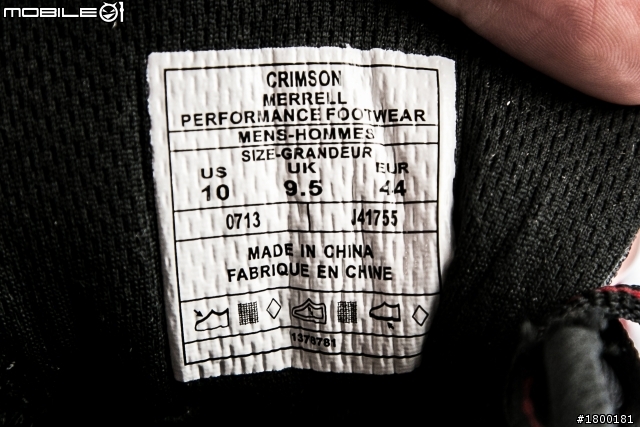 MOBILE01
CRIMSON
MERRELL
PERFORMANCE FOOTWEAR
MENS-HOMMES
SIZE-GRANDEUR
US UK EUR
10 9.5 44
0713 J41755
MADE IN CHINA
FABRIQUE EN CHINE
1378781
#1800181